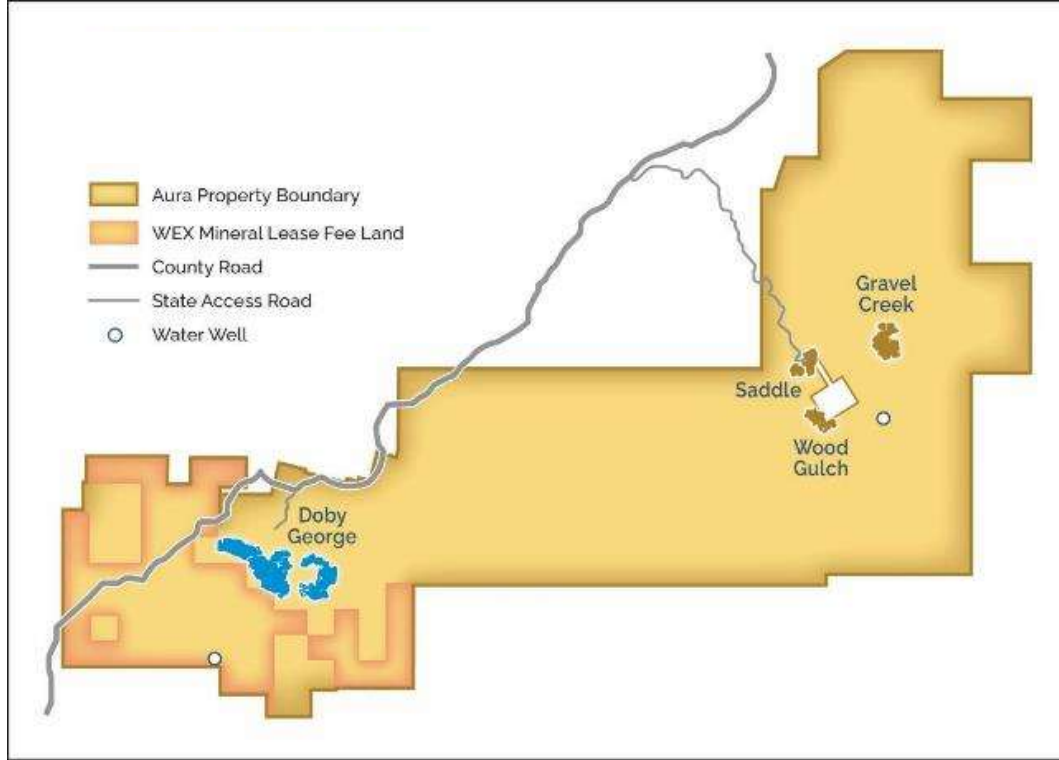 Aura Property Boundary
WEX Mineral Lease Fee Land
County Road
State Access Road
Water Well
Gravel
Creek
Saddle
Wood
Gulch
Doby
George